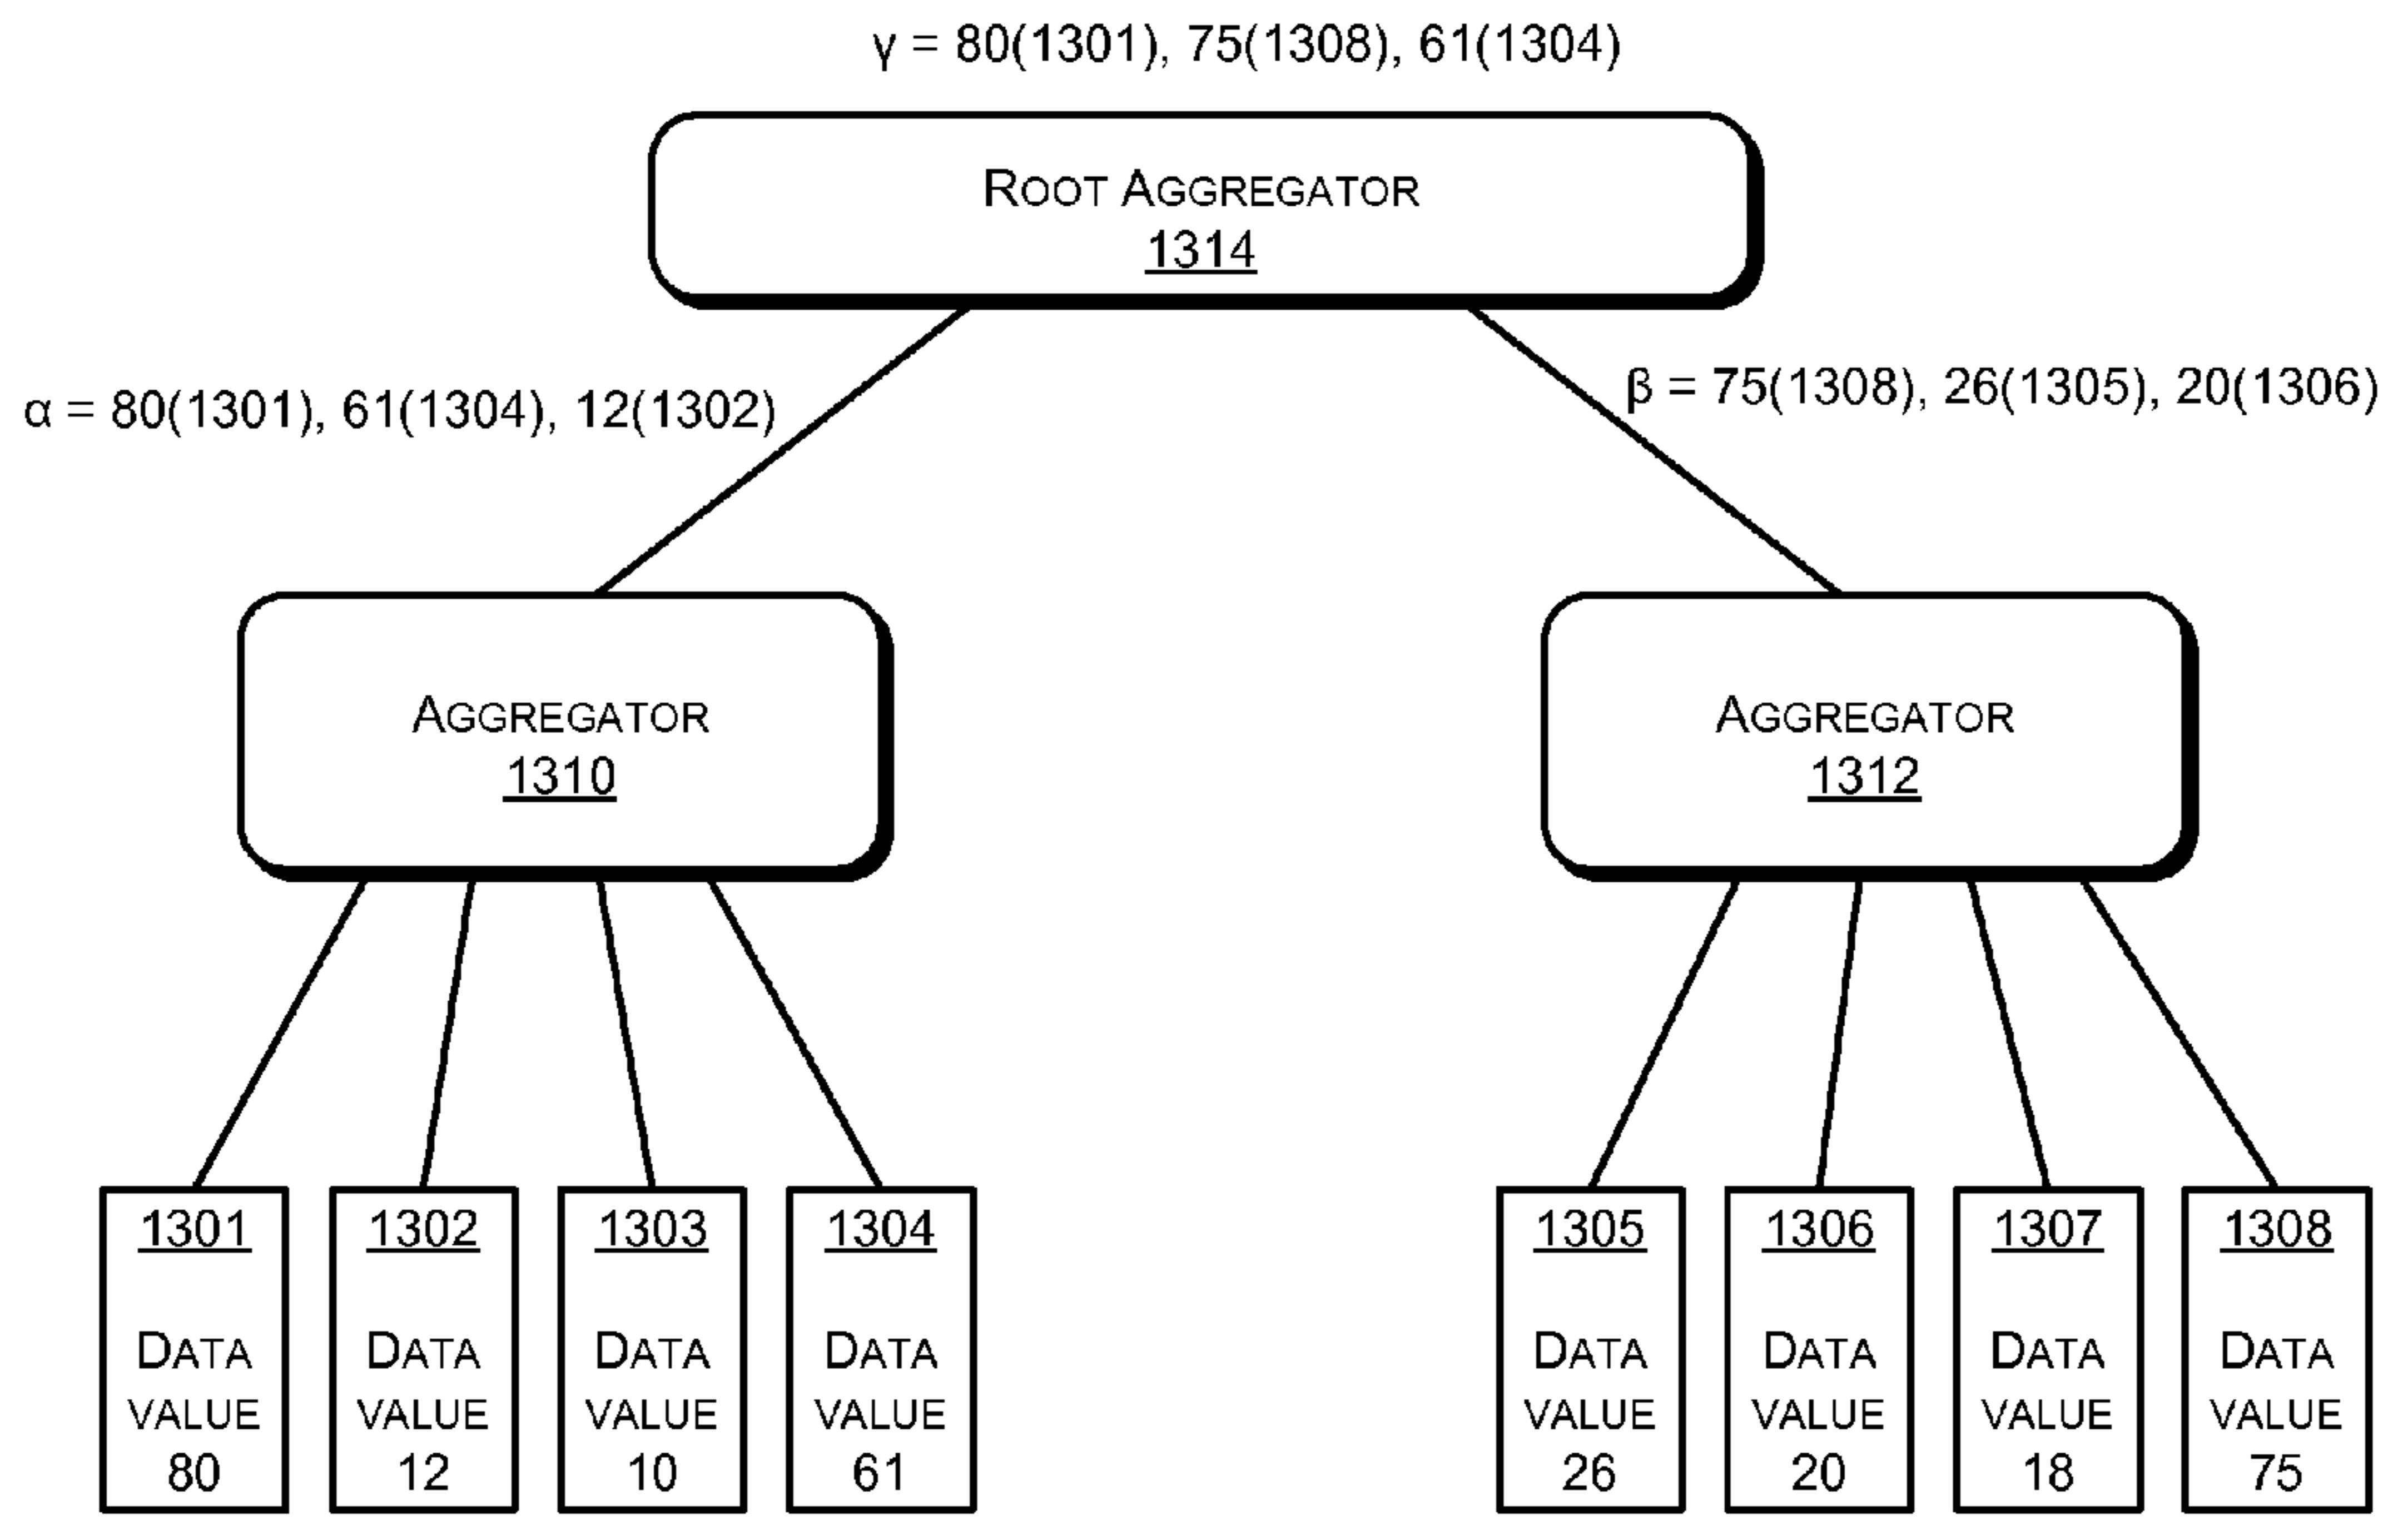 γ = 80(1301), 75(1308), 61(1304)
ROOT AGGREGATOR
1314
α = 80(1301), 61(1304), 12(1302)
β = 75(1308), 26(1305), 20(1306)
AGGREGATOR
1310
AGGREGATOR
1312
1301
DATA
VALUE
80
1302
DATA
VALUE
12
1303
DATA
VALUE
10
1304
DATA
VALUE
61
1305
DATA
VALUE
26
1306
DATA
VALUE
20
1307
DATA
VALUE
18
1308
DATA
VALUE
75